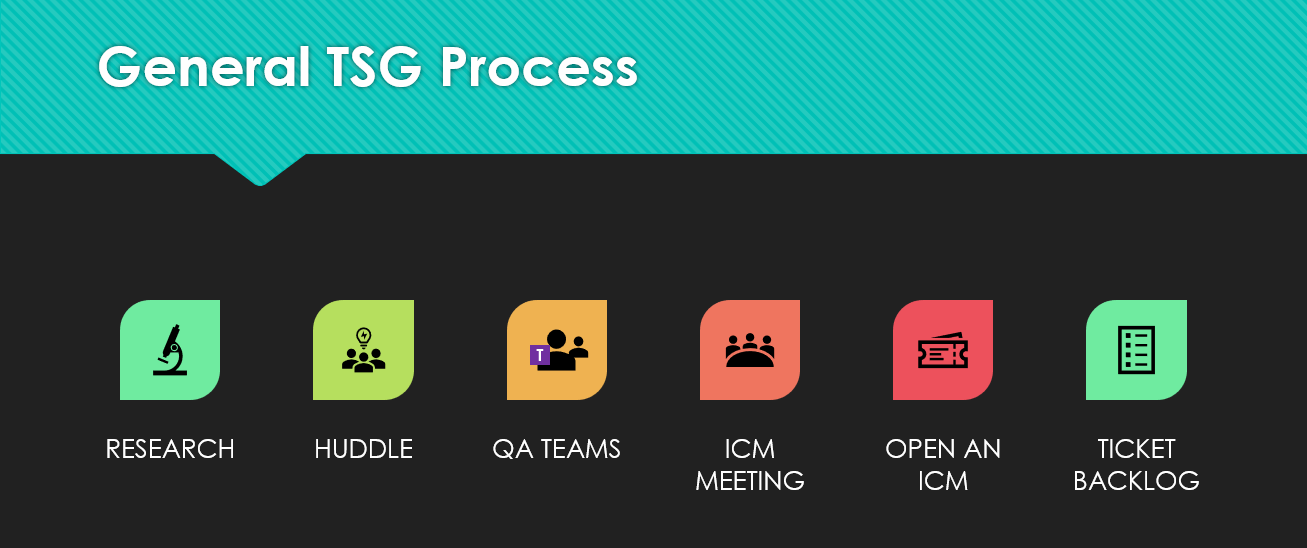 General TSG Process
T
RESEARCH
HUDDLE
QA TEAMS
ICM
MEETING
OPEN AN
ICM
TICKET
BACKLOG